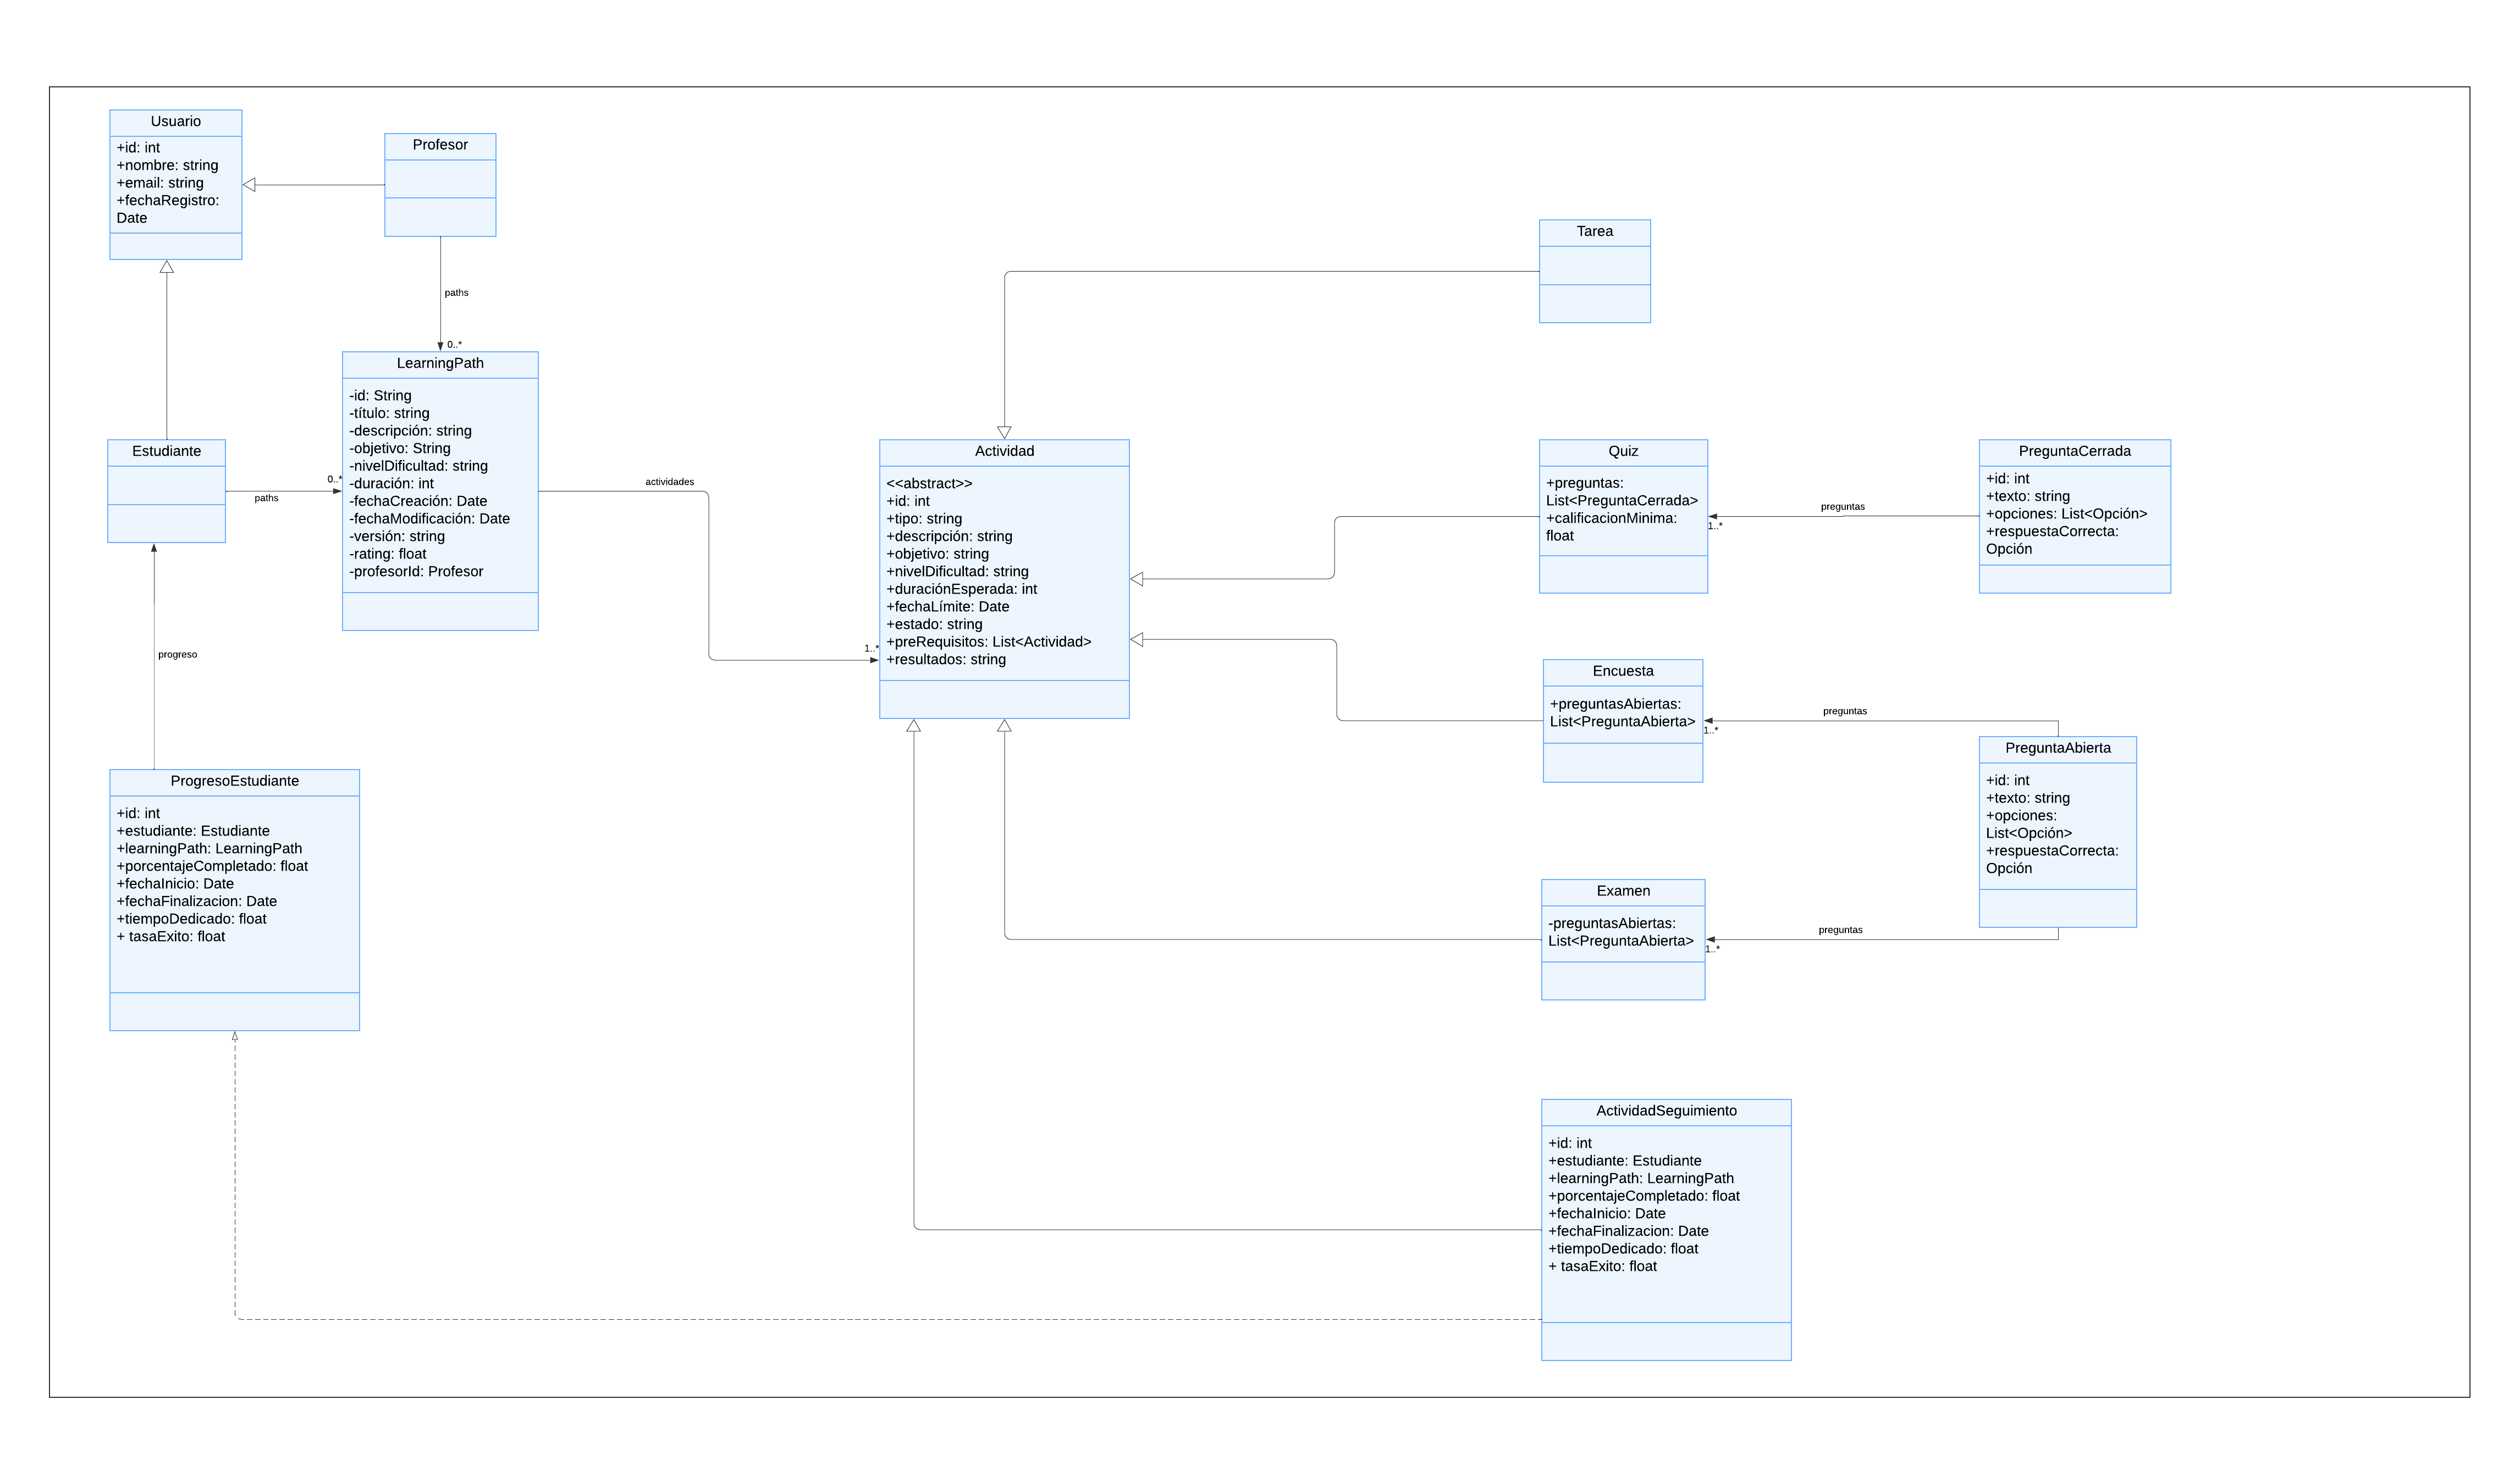 Usuario
+id: int
+nombre: string
+email: string
+fechaRegistro:
Date
Profesor
paths
0..*
Tarea
LearningPath
-id: String
-título: string
-descripción: string
-objetivo: String
-nivelDificultad: string
-duración: int
-fechaCreación: Date
-fechaModificación: Date
-versión: string
-rating: float
-profesorId: Profesor
Estudiante
0..*
paths
actividades
1..*
Actividad
<<abstract>>
+id: int
+tipo: string
+descripción: string
+objetivo: string
+nivelDificultad: string
+duraciónEsperada: int
+fechaLímite: Date
+estado: string
+preRequisitos: List<Actividad>
+resultados: string
Quiz
+preguntas:
List<PreguntaCerrada>
+calificacionMinima:
float
preguntas
1..*
PreguntaCerrada
+id: int
+texto: string
+opciones: List<Opción>
+respuestaCorrecta:
Opción
progreso
Encuesta
+preguntasAbiertas:
List<PreguntaAbierta>
preguntas
1..*
PreguntaAbierta
+id: int
+texto: string
+opciones:
List<Opción>
+respuestaCorrecta:
Opción
ProgresoEstudiante
+id: int
+estudiante: Estudiante
+learningPath: LearningPath
+porcentajeCompletado: float
+fechaInicio: Date
+fechaFinalizacion: Date
+tiempoDedicado: float
+ tasaExito: float
Examen
-preguntasAbiertas:
List<PreguntaAbierta>
preguntas
1..*
ActividadSeguimiento
+id: int
+estudiante: Estudiante
+learningPath: LearningPath
+porcentajeCompletado: float
+fechaInicio: Date
+fechaFinalizacion: Date
+tiempoDedicado: float
+ tasaExito: float